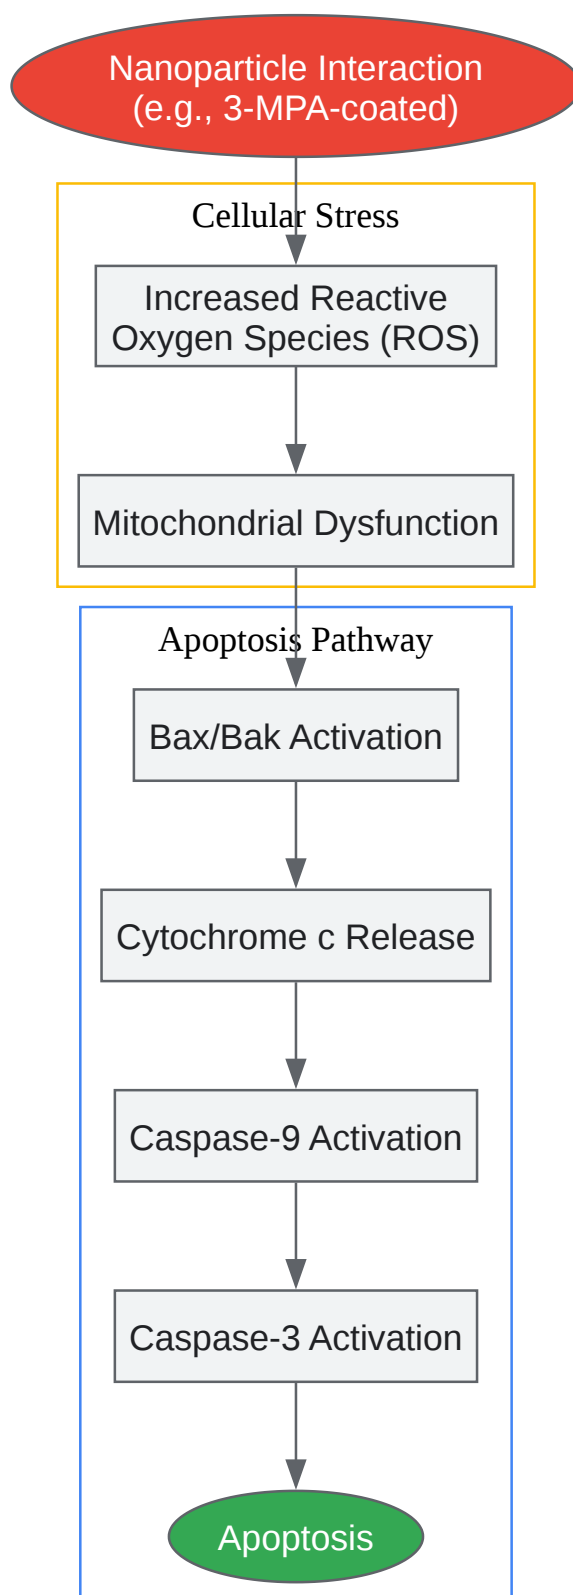 Nanoparticle Interaction
(e.g., 3-MPA-coated)
Cellular Stress
Increased Reactive
Oxygen Species (ROS)
Mitochondrial Dysfunction
Apoptosis Pathway
Bax/Bak Activation
Cytochrome c Release
Caspase-9 Activation
Caspase-3 Activation
Apoptosis